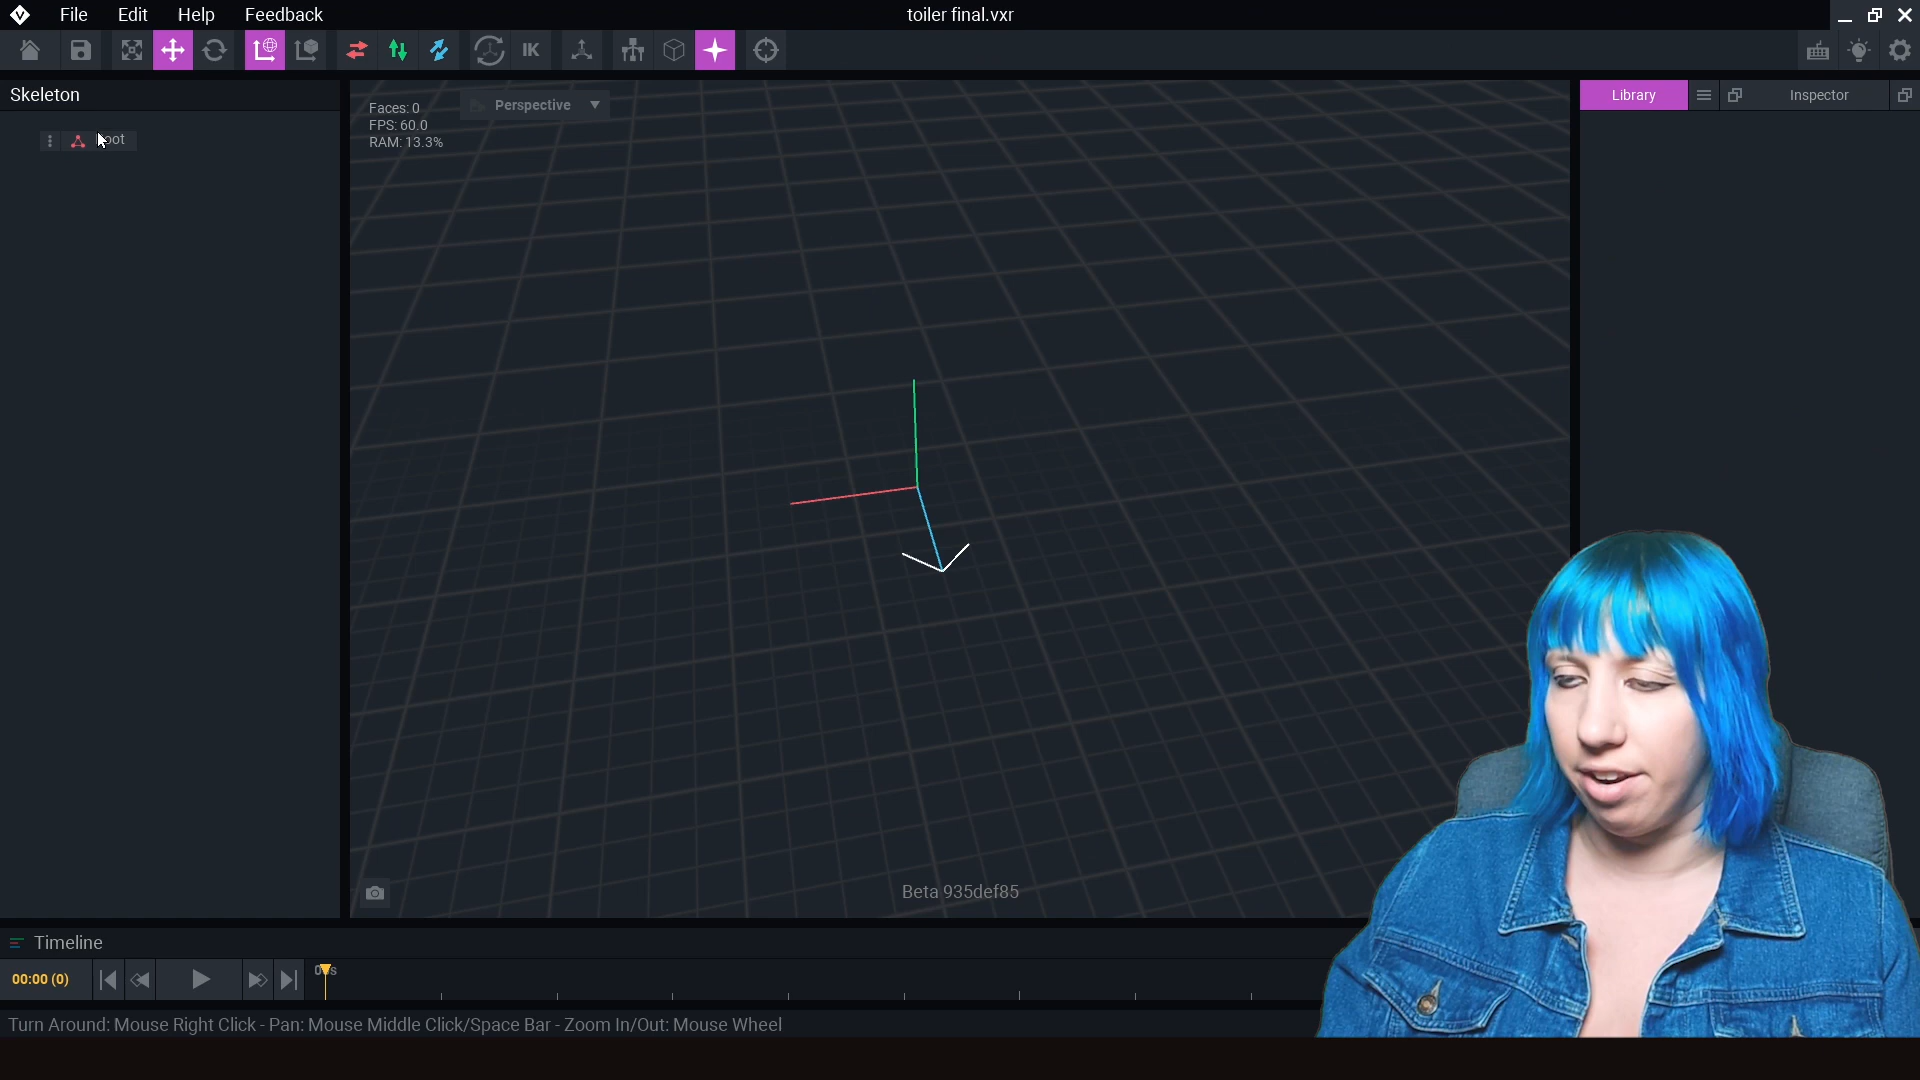 File Edit Help Feedback toiler final.vxr
IK
Skeleton
Library Inspector
Faces: 0
FPS: 60.0
RAM: 13.3%
Perspective
Beta 935def85
Timeline
00:00 (0)
Turn Around: Mouse Right Click - Pan: Mouse Middle Click/Space Bar - Zoom In/Out: Mouse Wheel